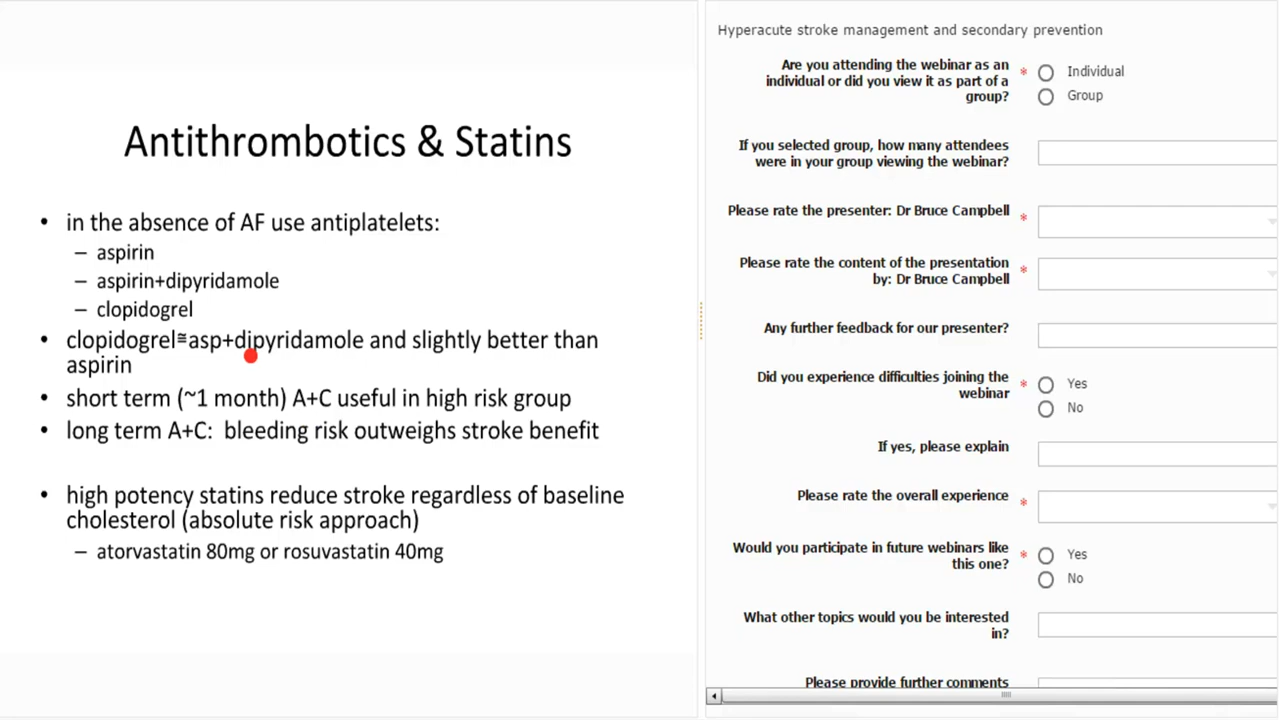 Antithrombotics & Statins
• in the absence of AF use antiplatelets:
– aspirin
– aspirin+dipyridamole
– clopidogrel
• clopidogrel≅asp+dipyridamole and slightly better than
aspirin
• short term (~1 month) A+C useful in high risk group
• long term A+C: bleeding risk outweighs stroke benefit
• high potency statins reduce stroke regardless of baseline
cholesterol (absolute risk approach)
– atorvastatin 80mg or rosuvastatin 40mg
Hyperacute stroke management and secondary prevention
Are you attending the webinar as an
individual or did you view it as part of a
group?
* Individual
Group
If you selected group, how many attendees
were in your group viewing the webinar?
Please rate the presenter: Dr Bruce Campbell *
Please rate the content of the presentation
by: Dr Bruce Campbell *
Any further feedback for our presenter?
Did you experience difficulties joining the
webinar
* Yes
No
If yes, please explain
Please rate the overall experience *
Would you participate in future webinars like
this one?
* Yes
No
What other topics would you be interested
in?
Please provide further comments